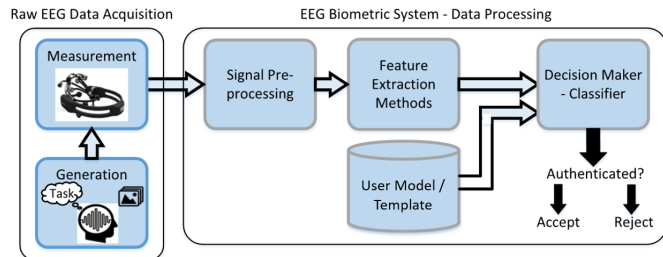 Raw EEG Data Acquisition
EEG Biometric System - Data Processing
Measurement
Generation
Task
Signal Pre-
processing
Feature
Extraction
Methods
User Model /
Template
Decision Maker
- Classifier
Authenticated?
Accept
Reject